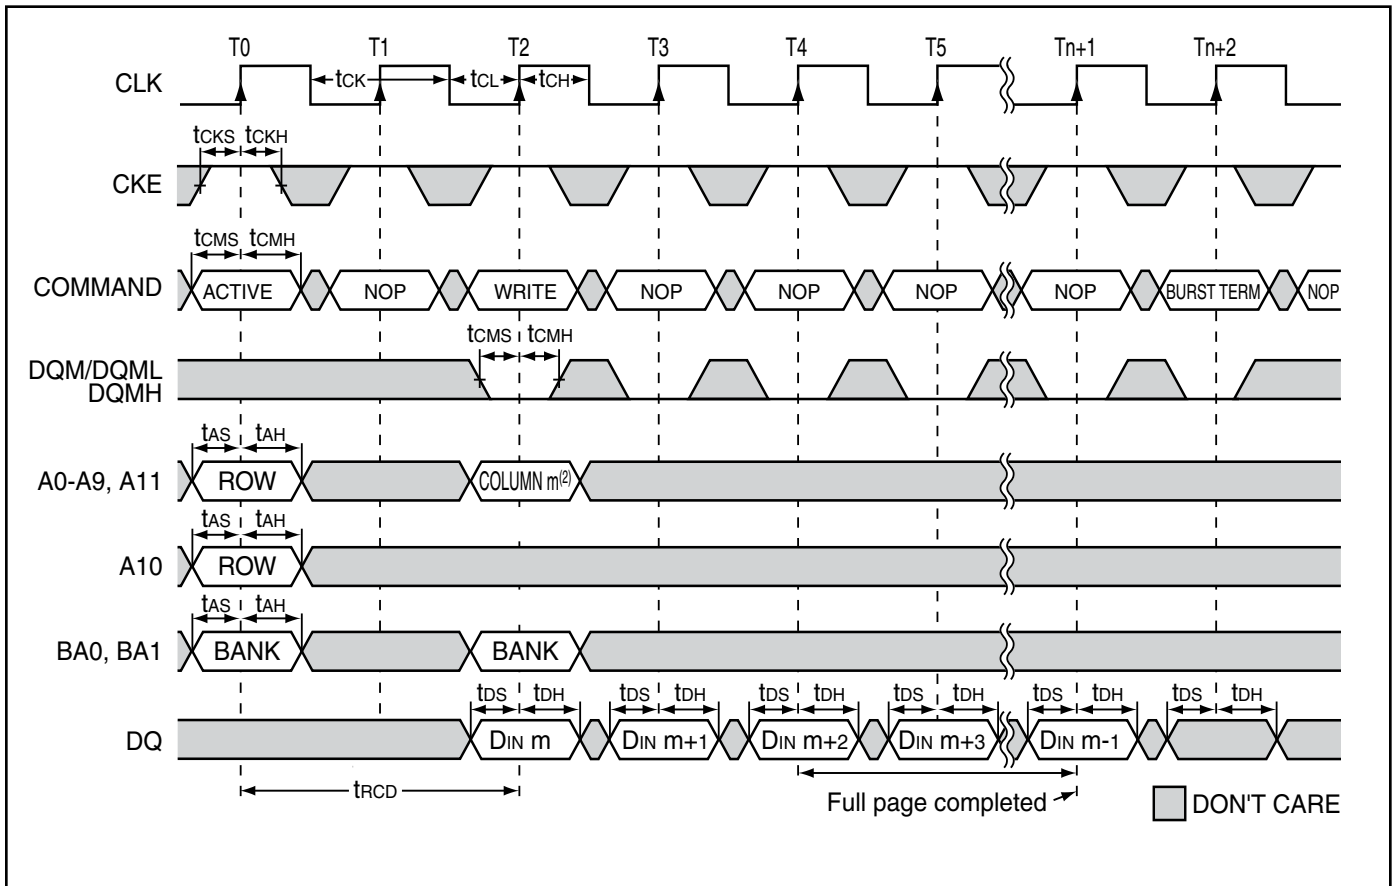 T0 T1 T2 T3 T4 T5 Tn+1 Tn+2
CLK tCK tCL tCH
tCKS tCKH
CKE
tCMS tCMH
COMMAND ACTIVE NOP WRITE NOP NOP NOP NOP BURST TERM NOP
tCMS tCMH
DQM/DQML
DQMH
tAS tAH
A0-A9, A11 ROW COLUMN m(2)
tAS tAH
A10 ROW
tAS tAH
BA0, BA1 BANK BANK
tDS tDH tDS tDH tDS tDH tDS tDH tDS tDH tDS tDH
DQ DIN m DIN m+1 DIN m+2 DIN m+3 DIN m-1
tRCD
Full page completed
DON'T CARE